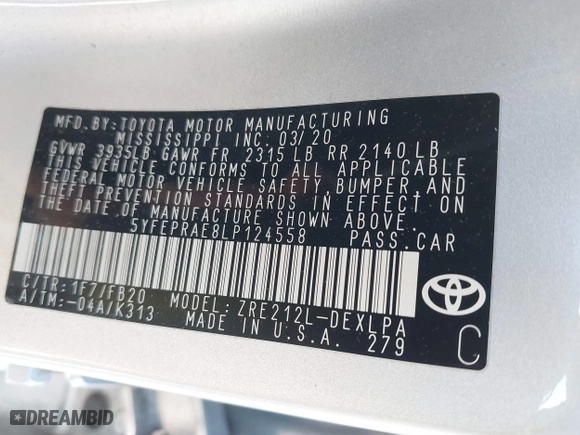 MFD. BY: TOYOTA MOTOR MANUFACTURING
MISSISSIPPI INC. 03/20
GVWR 3935LB GAWR FR 2315 LB RR 2140 LB
THIS VEHICLE CONFORMS TO ALL APPLICABLE
FEDERAL MOTOR VEHICLE SAFETY BUMPER, AND
THEFT PREVENTION STANDARDS IN EFFECT ON
THE DATE OF MANUFACTURE SHOWN ABOVE.
5YFEPRAE8LP124558 PASS. CAR
C/TR: 1F7/FB20 MODEL: ZRE212L-DEXLPA
A/TM: -04A/K313 MADE IN U.S.A. 279
TOYOTA
C
DREAMBID